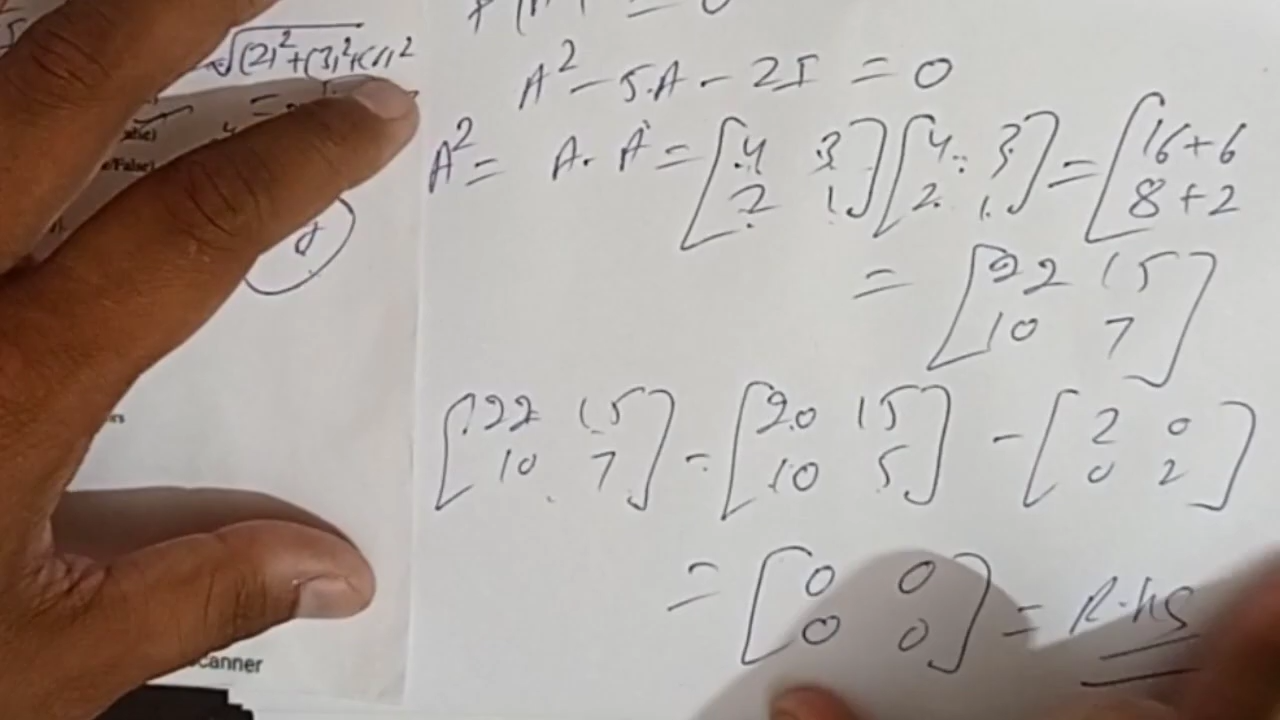 √(2)²+(3)²+(1)²
A² - 5.A - 2I = 0
A² = A. A = [4 3] [4 3] = [16+6
2 1 2 1 8+2
= [22 15]
10 7
[22 15] - [20 15] - [2 0]
10 7 10 5 0 2
= [0 0] = R.HS
0 0
canner